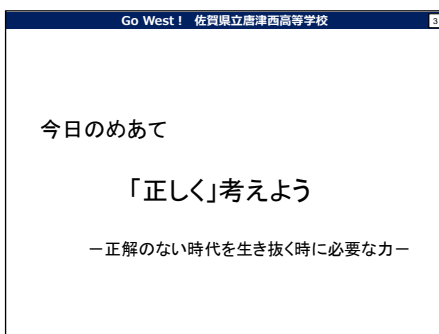 Go West！ 佐賀県立唐津西高等学校
3
今日のめあて
「正しく」考えよう
－正解のない時代を生き抜く時に必要な力－